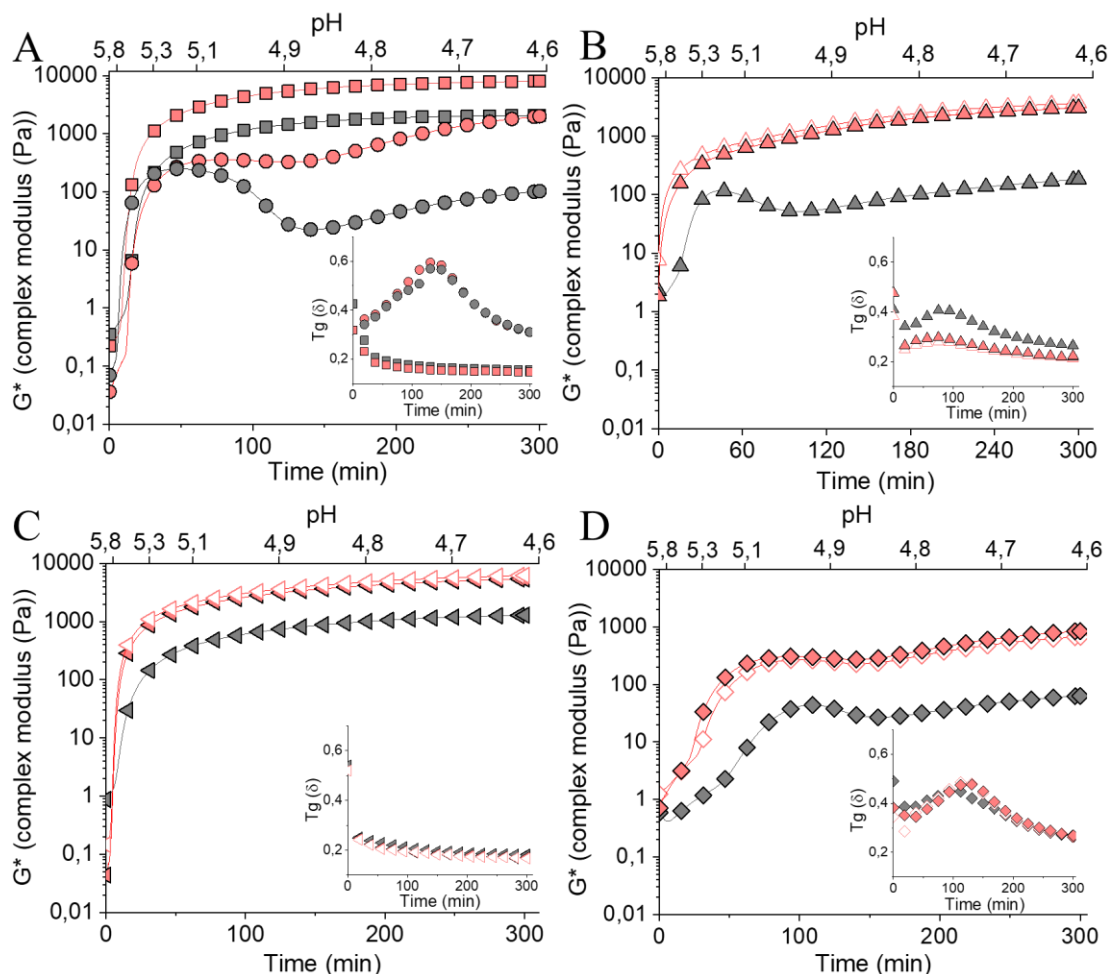 A
pH
5,8 5,3 5,1 4,9 4,8 4,7 4,6
G* (complex modulus (Pa))
10000
1000
100
10
1
0,1
0,01
0 100 200 300
Time (min)
Tg (δ)
0,6
0,4
0,2
0 100 200 300
Time (min)
B
pH
5,8 5,3 5,1 4,9 4,8 4,7 4,6
G* (complex modulus (Pa))
10000
1000
100
10
1
0,1
0,01
0 60 120 180 240 300
Time (min)
Tg (δ)
0,6
0,4
0,2
0 100 200 300
Time (min)
C
pH
5,8 5,3 5,1 4,9 4,8 4,7 4,6
G* (complex modulus (Pa))
10000
1000
100
10
1
0,1
0,01
0 100 200 300
Time (min)
Tg (δ)
0,6
0,4
0,2
0 100 200 300
Time (min)
D
pH
5,8 5,3 5,1 4,9 4,8 4,7 4,6
G* (complex modulus (Pa))
10000
1000
100
10
1
0,1
0,01
0 100 200 300
Time (min)
Tg (δ)
0,6
0,4
0,2
0 100 200 300
Time (min)